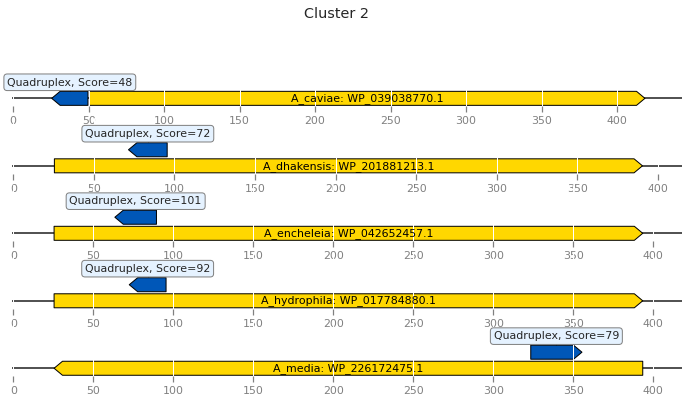 Cluster 2
Quadruplex, Score=48
A_caviae: WP_039038770.1
0 50 100 150 200 250 300 350 400
Quadruplex, Score=72
A_dhakensis: WP_201881213.1
0 50 100 150 200 250 300 350 400
Quadruplex, Score=101
A_encheleia: WP_042652457.1
0 50 100 150 200 250 300 350 400
Quadruplex, Score=92
A_hydrophila: WP_017784880.1
0 50 100 150 200 250 300 350 400
Quadruplex, Score=79
A_media: WP_226172475.1
0 50 100 150 200 250 300 350 400